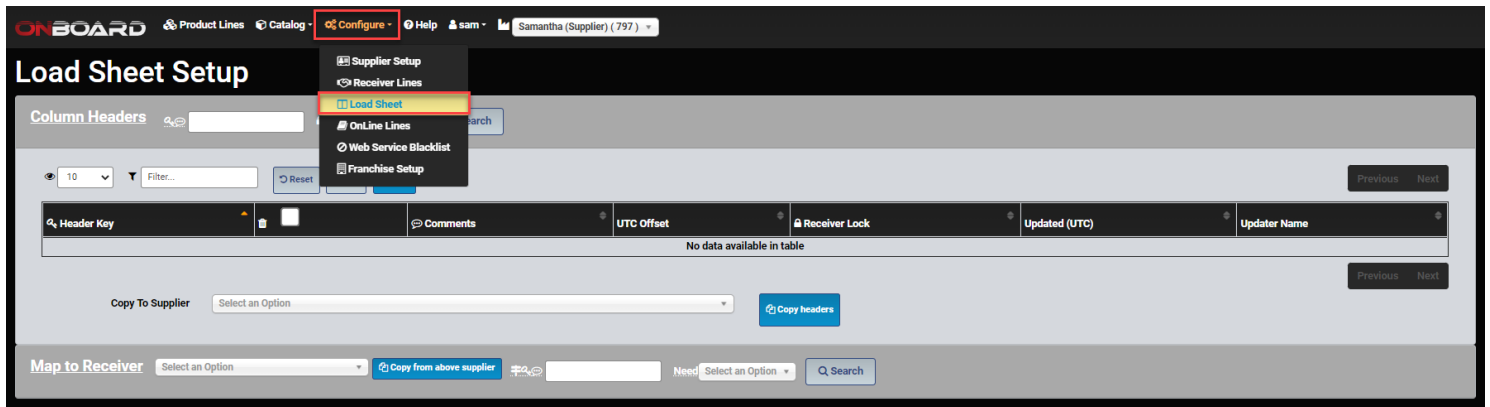 ONBOARD Product Lines Catalog Configure Help sam Samantha (Supplier) ( 797 )
Load Sheet Setup
Supplier Setup
Receiver Lines
Load Sheet
OnLine Lines
Web Service Blacklist
Franchise Setup
Column Headers
10 Filter... Reset Previous Next
Header Key Comments UTC Offset Receiver Lock Updated (UTC) Updater Name
No data available in table
Previous Next
Copy To Supplier Select an Option Copy headers
Map to Receiver Select an Option Copy from above supplier Need Select an Option Search